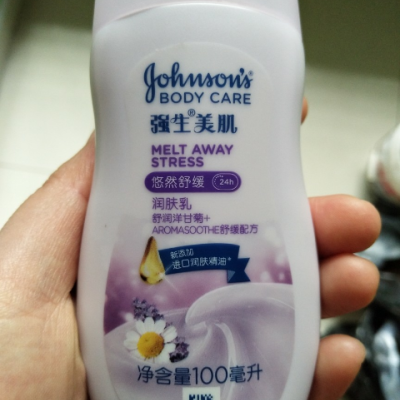 Johnson's®
BODY CARE
强生®美肌
MELT AWAY
STRESS
悠然舒缓 24h
润肤乳
舒润洋甘菊+
AROMASOOTHE舒缓配方
新添加
进口润肤精油*
净含量100毫升